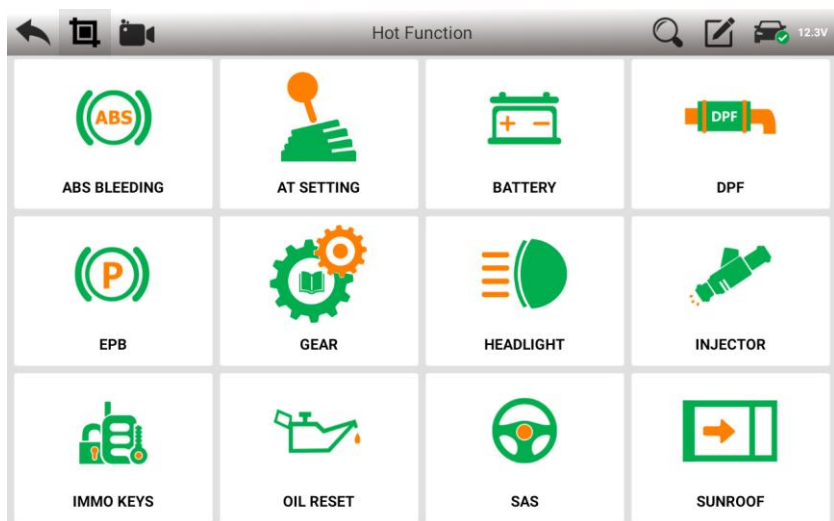 Hot Function
12.3V
ABS
ABS BLEEDING
AT SETTING
+ -
BATTERY
DPF
DPF
P
EPB
GEAR
HEADLIGHT
INJECTOR
IMMO KEYS
OIL RESET
SAS
SUNROOF